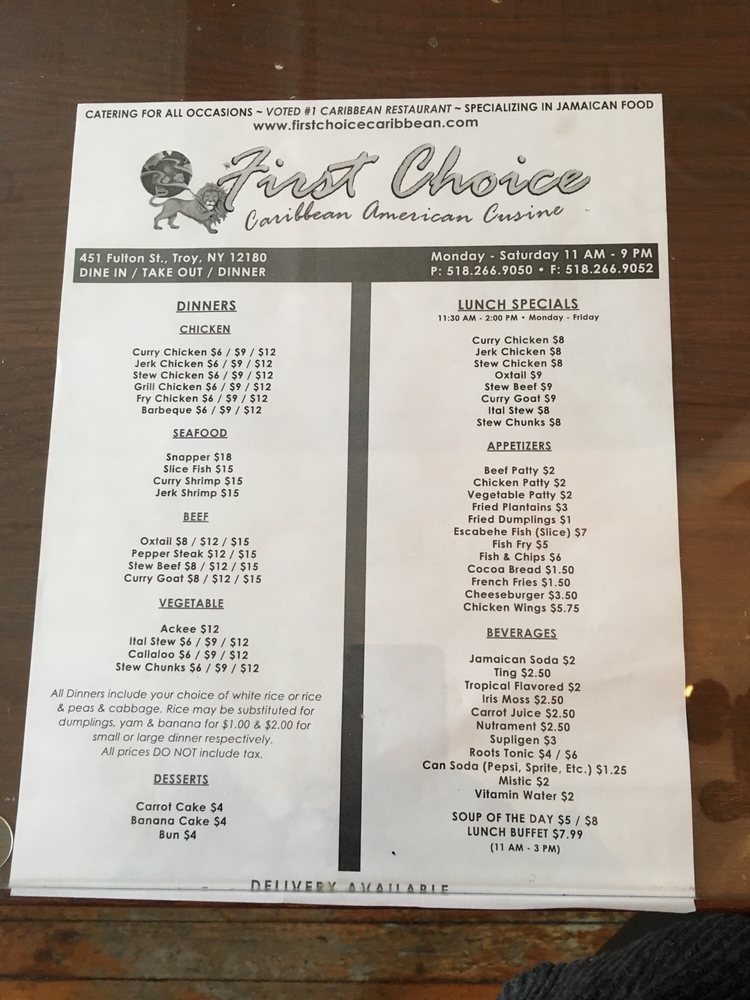 CATERING FOR ALL OCCASIONS ~ VOTED #1 CARIBBEAN RESTAURANT ~ SPECIALIZING IN JAMAICAN FOOD
www.firstchoicecaribbean.com
First Choice
Caribbean American Cusine
451 Fulton St., Troy, NY 12180
DINE IN / TAKE OUT / DINNER
Monday - Saturday 11 AM - 9 PM
P: 518.266.9050 • F: 518.266.9052
DINNERS
CHICKEN
Curry Chicken $6 / $9 / $12
Jerk Chicken $6 / $9 / $12
Stew Chicken $6 / $9 / $12
Grill Chicken $6 / $9 / $12
Fry Chicken $6 / $9 / $12
Barbeque $6 / $9 / $12
SEAFOOD
Snapper $18
Slice Fish $15
Curry Shrimp $15
Jerk Shrimp $15
BEEF
Oxtail $8 / $12 / $15
Pepper Steak $12 / $15
Stew Beef $8 / $12 / $15
Curry Goat $8 / $12 / $15
VEGETABLE
Ackee $12
Ital Stew $6 / $9 / $12
Callaloo $6 / $9 / $12
Stew Chunks $6 / $9 / $12
All Dinners include your choice of white rice or rice
& peas & cabbage. Rice may be substituted for
dumplings, yam & banana for $1.00 & $2.00 for
small or large dinner respectively.
All prices DO NOT include tax.
DESSERTS
Carrot Cake $4
Banana Cake $4
Bun $4
LUNCH SPECIALS
11:30 AM - 2:00 PM • Monday - Friday
Curry Chicken $8
Jerk Chicken $8
Stew Chicken $8
Oxtail $9
Stew Beef $9
Curry Goat $9
Ital Stew $8
Stew Chunks $8
APPETIZERS
Beef Patty $2
Chicken Patty $2
Vegetable Patty $2
Fried Plantains $3
Fried Dumplings $1
Escabehe Fish (Slice) $7
Fish Fry $5
Fish & Chips $6
Cocoa Bread $1.50
French Fries $1.50
Cheeseburger $3.50
Chicken Wings $5.75
BEVERAGES
Jamaican Soda $2
Ting $2.50
Tropical Flavored $2
Iris Moss $2.50
Carrot Juice $2.50
Nutrament $2.50
Supligen $3
Roots Tonic $4 / $6
Can Soda (Pepsi, Sprite, Etc.) $1.25
Mistic $2
Vitamin Water $2
SOUP OF THE DAY $5 / $8
LUNCH BUFFET $7.99
(11 AM - 3 PM)
DELIVERY AVAILABLE